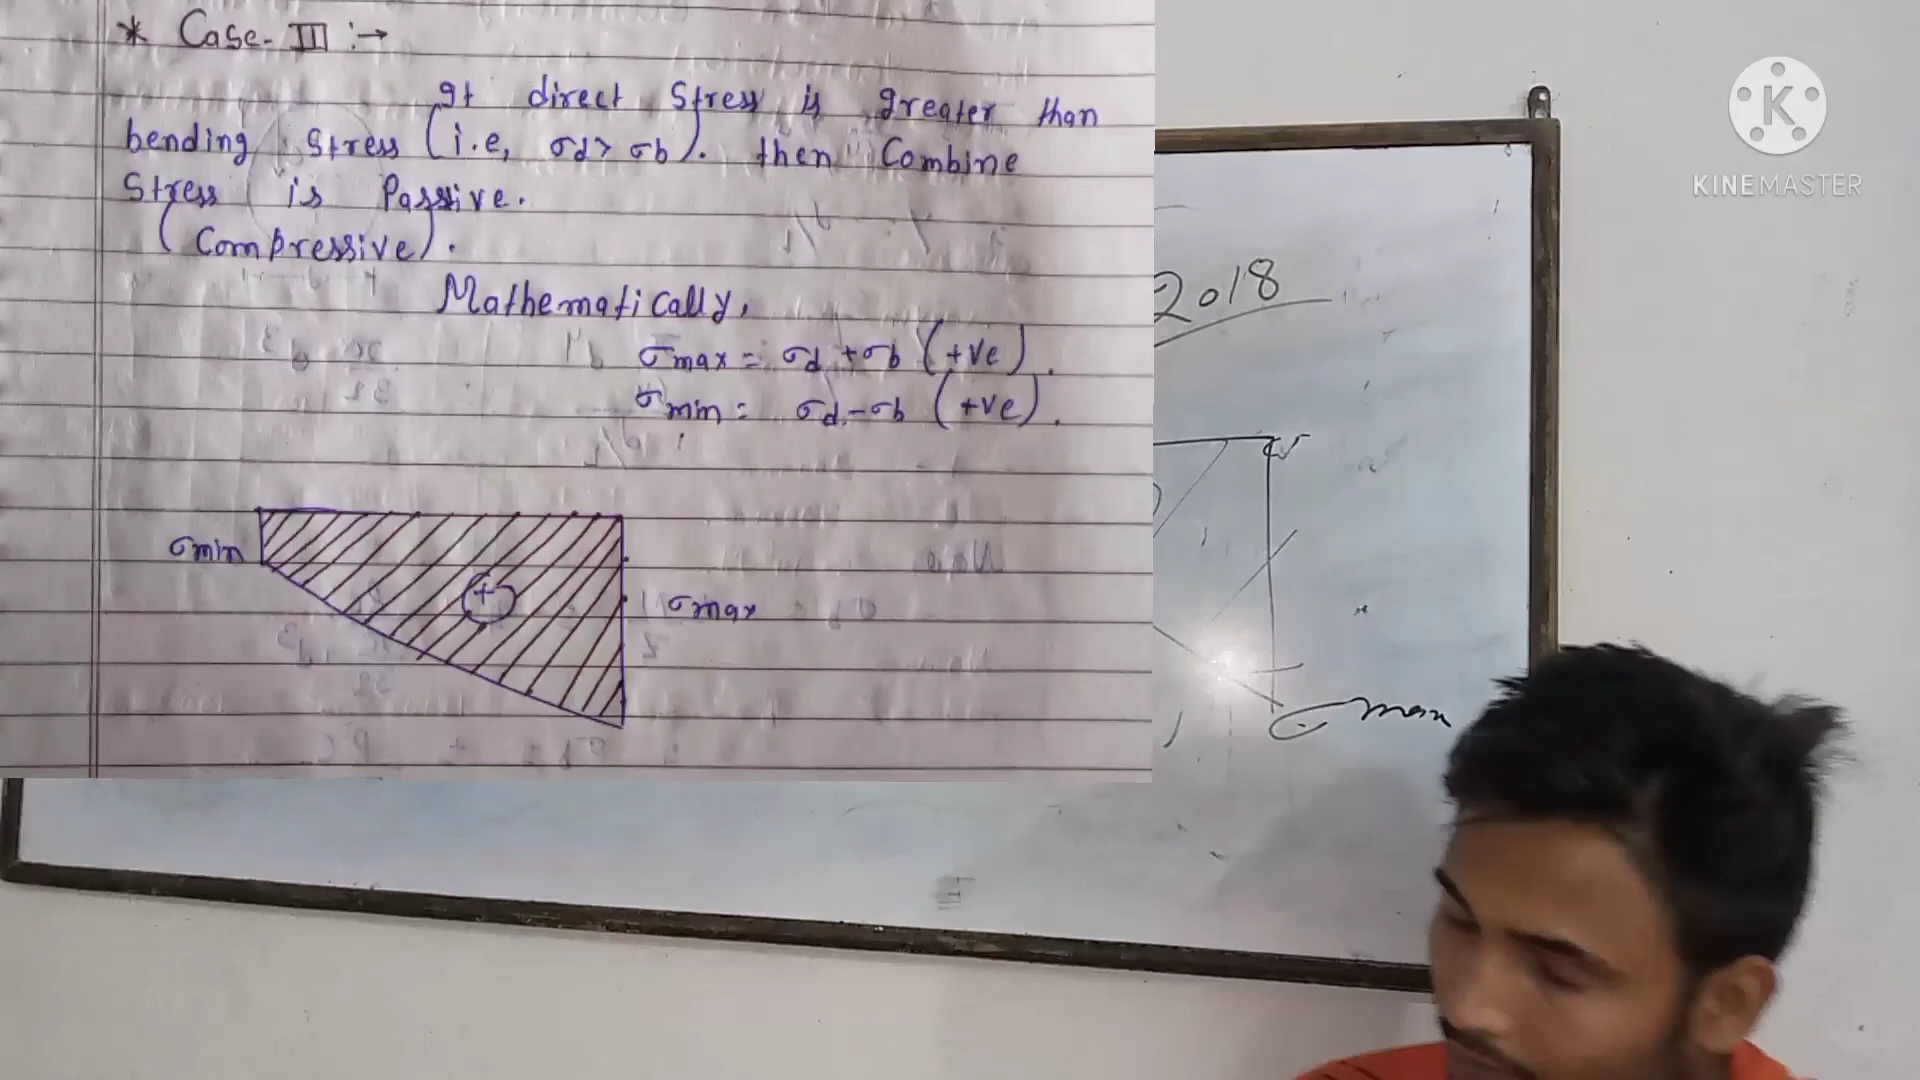 * Case-III :→
If direct stress is greater than
bending stress (i.e, σd > σb). then Combine
Stress is Passive.
(Compressive).
Mathematically,
σmax = σd + σb (+ve).
σmin = σd - σb (+ve).
σmin
+
σmax
KINEMASTER
2018
σmax